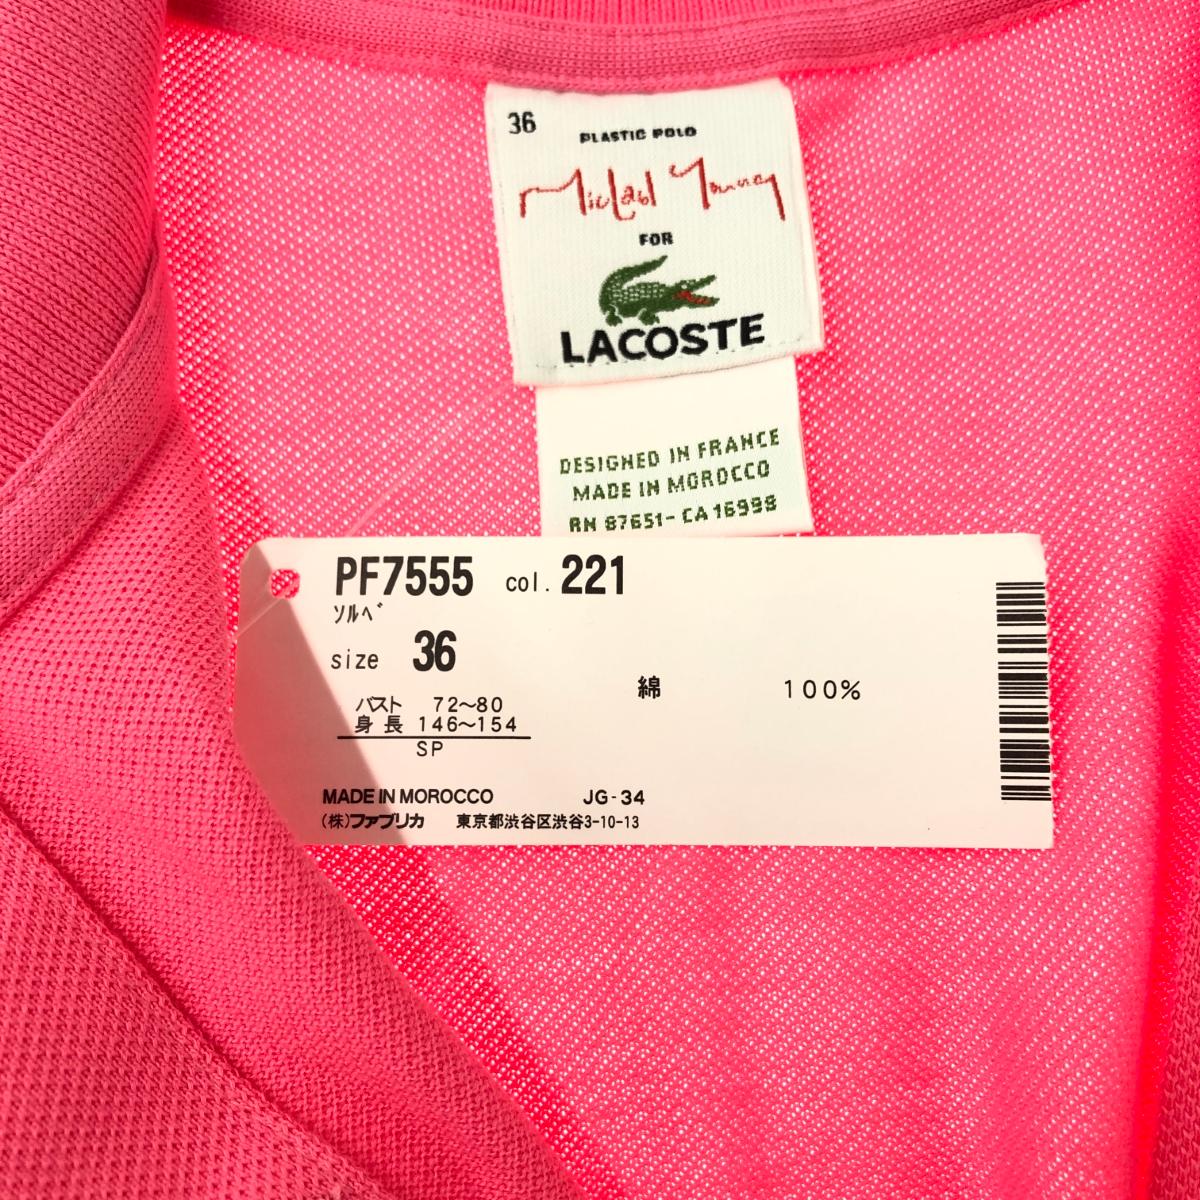 36
PLASTIC POLO
Michael Young
FOR
LACOSTE
DESIGNED IN FRANCE
MADE IN MOROCCO
RN 87651-CA 16998
PF7555 col. 221
ソルベ
size 36
綿 100%
バスト 72〜80
身長 146〜154
SP
MADE IN MOROCCO JG-34
(株)ファブリカ 東京都渋谷区渋谷3-10-13